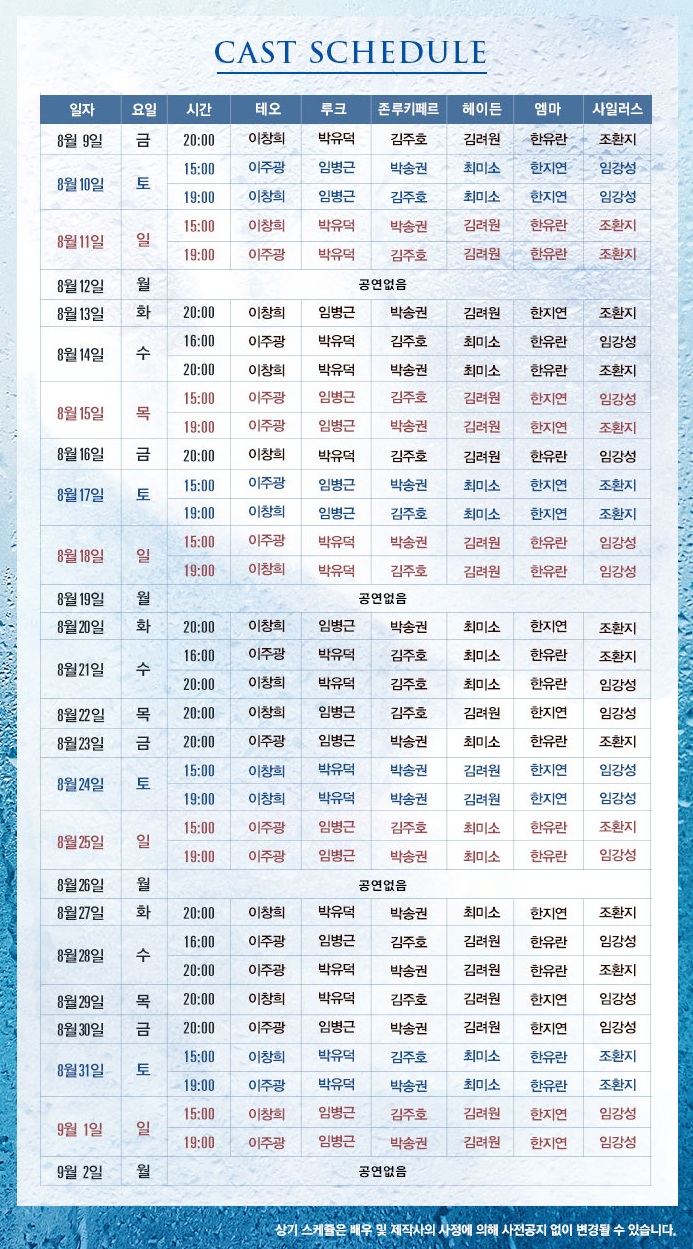 CAST SCHEDULE
일자 요일 시간 테오 루크 존루키페르 헤이든 엠마 사일러스
8월 9일 금 20:00 이창희 박유덕 김주호 김려원 한유란 조환지
8월10일 토 15:00 이주광 임병근 박송권 최미소 한지연 임강성
19:00 이창희 박유덕 김주호 최미소 한지연 임강성
8월11일 일 15:00 이창희 박유덕 박송권 김려원 한유란 조환지
19:00 이주광 박유덕 김주호 김려원 한유란 조환지
8월12일 월 공연없음
8월13일 화 20:00 이창희 임병근 박송권 김려원 한지연 조환지
8월14일 수 16:00 이주광 박유덕 김주호 최미소 한유란 임강성
20:00 이창희 박유덕 박송권 최미소 한유란 조환지
8월15일 목 15:00 이주광 임병근 김주호 김려원 한지연 임강성
19:00 이주광 임병근 박송권 김려원 한지연 조환지
8월16일 금 20:00 이창희 박유덕 김주호 김려원 한유란 임강성
8월17일 토 15:00 이주광 임병근 박송권 최미소 한지연 조환지
19:00 이창희 임병근 김주호 최미소 한지연 조환지
8월18일 일 15:00 이주광 박유덕 박송권 김려원 한유란 임강성
19:00 이창희 박유덕 김주호 김려원 한유란 임강성
8월19일 월 공연없음
8월20일 화 20:00 이창희 임병근 박송권 최미소 한지연 조환지
8월21일 수 16:00 이주광 박유덕 김주호 최미소 한유란 조환지
20:00 이창희 박유덕 김주호 최미소 한유란 임강성
8월22일 목 20:00 이창희 임병근 김주호 김려원 한지연 임강성
8월23일 금 20:00 이주광 임병근 박송권 최미소 한유란 조환지
8월24일 토 15:00 이창희 박유덕 박송권 김려원 한지연 임강성
19:00 이창희 박유덕 박송권 김려원 한지연 임강성
8월25일 일 15:00 이주광 임병근 김주호 최미소 한유란 조환지
19:00 이주광 임병근 박송권 최미소 한유란 임강성
8월26일 월 공연없음
8월27일 화 20:00 이창희 박유덕 박송권 최미소 한지연 조환지
8월28일 수 16:00 이주광 임병근 김주호 김려원 한유란 임강성
20:00 이주광 박유덕 박송권 김려원 한유란 조환지
8월29일 목 20:00 이창희 박유덕 김주호 최미소 한지연 임강성
8월30일 금 20:00 이주광 임병근 박송권 김려원 한지연 임강성
8월31일 토 15:00 이창희 박유덕 김주호 최미소 한유란 조환지
19:00 이주광 박유덕 박송권 최미소 한유란 조환지
9월 1일 일 15:00 이창희 임병근 김주호 김려원 한지연 임강성
19:00 이주광 임병근 박송권 김려원 한지연 임강성
9월 2일 월 공연없음
상기 스케쥴은 배우 및 제작사의 사정에 의해 사전공지 없이 변경될 수 있습니다.